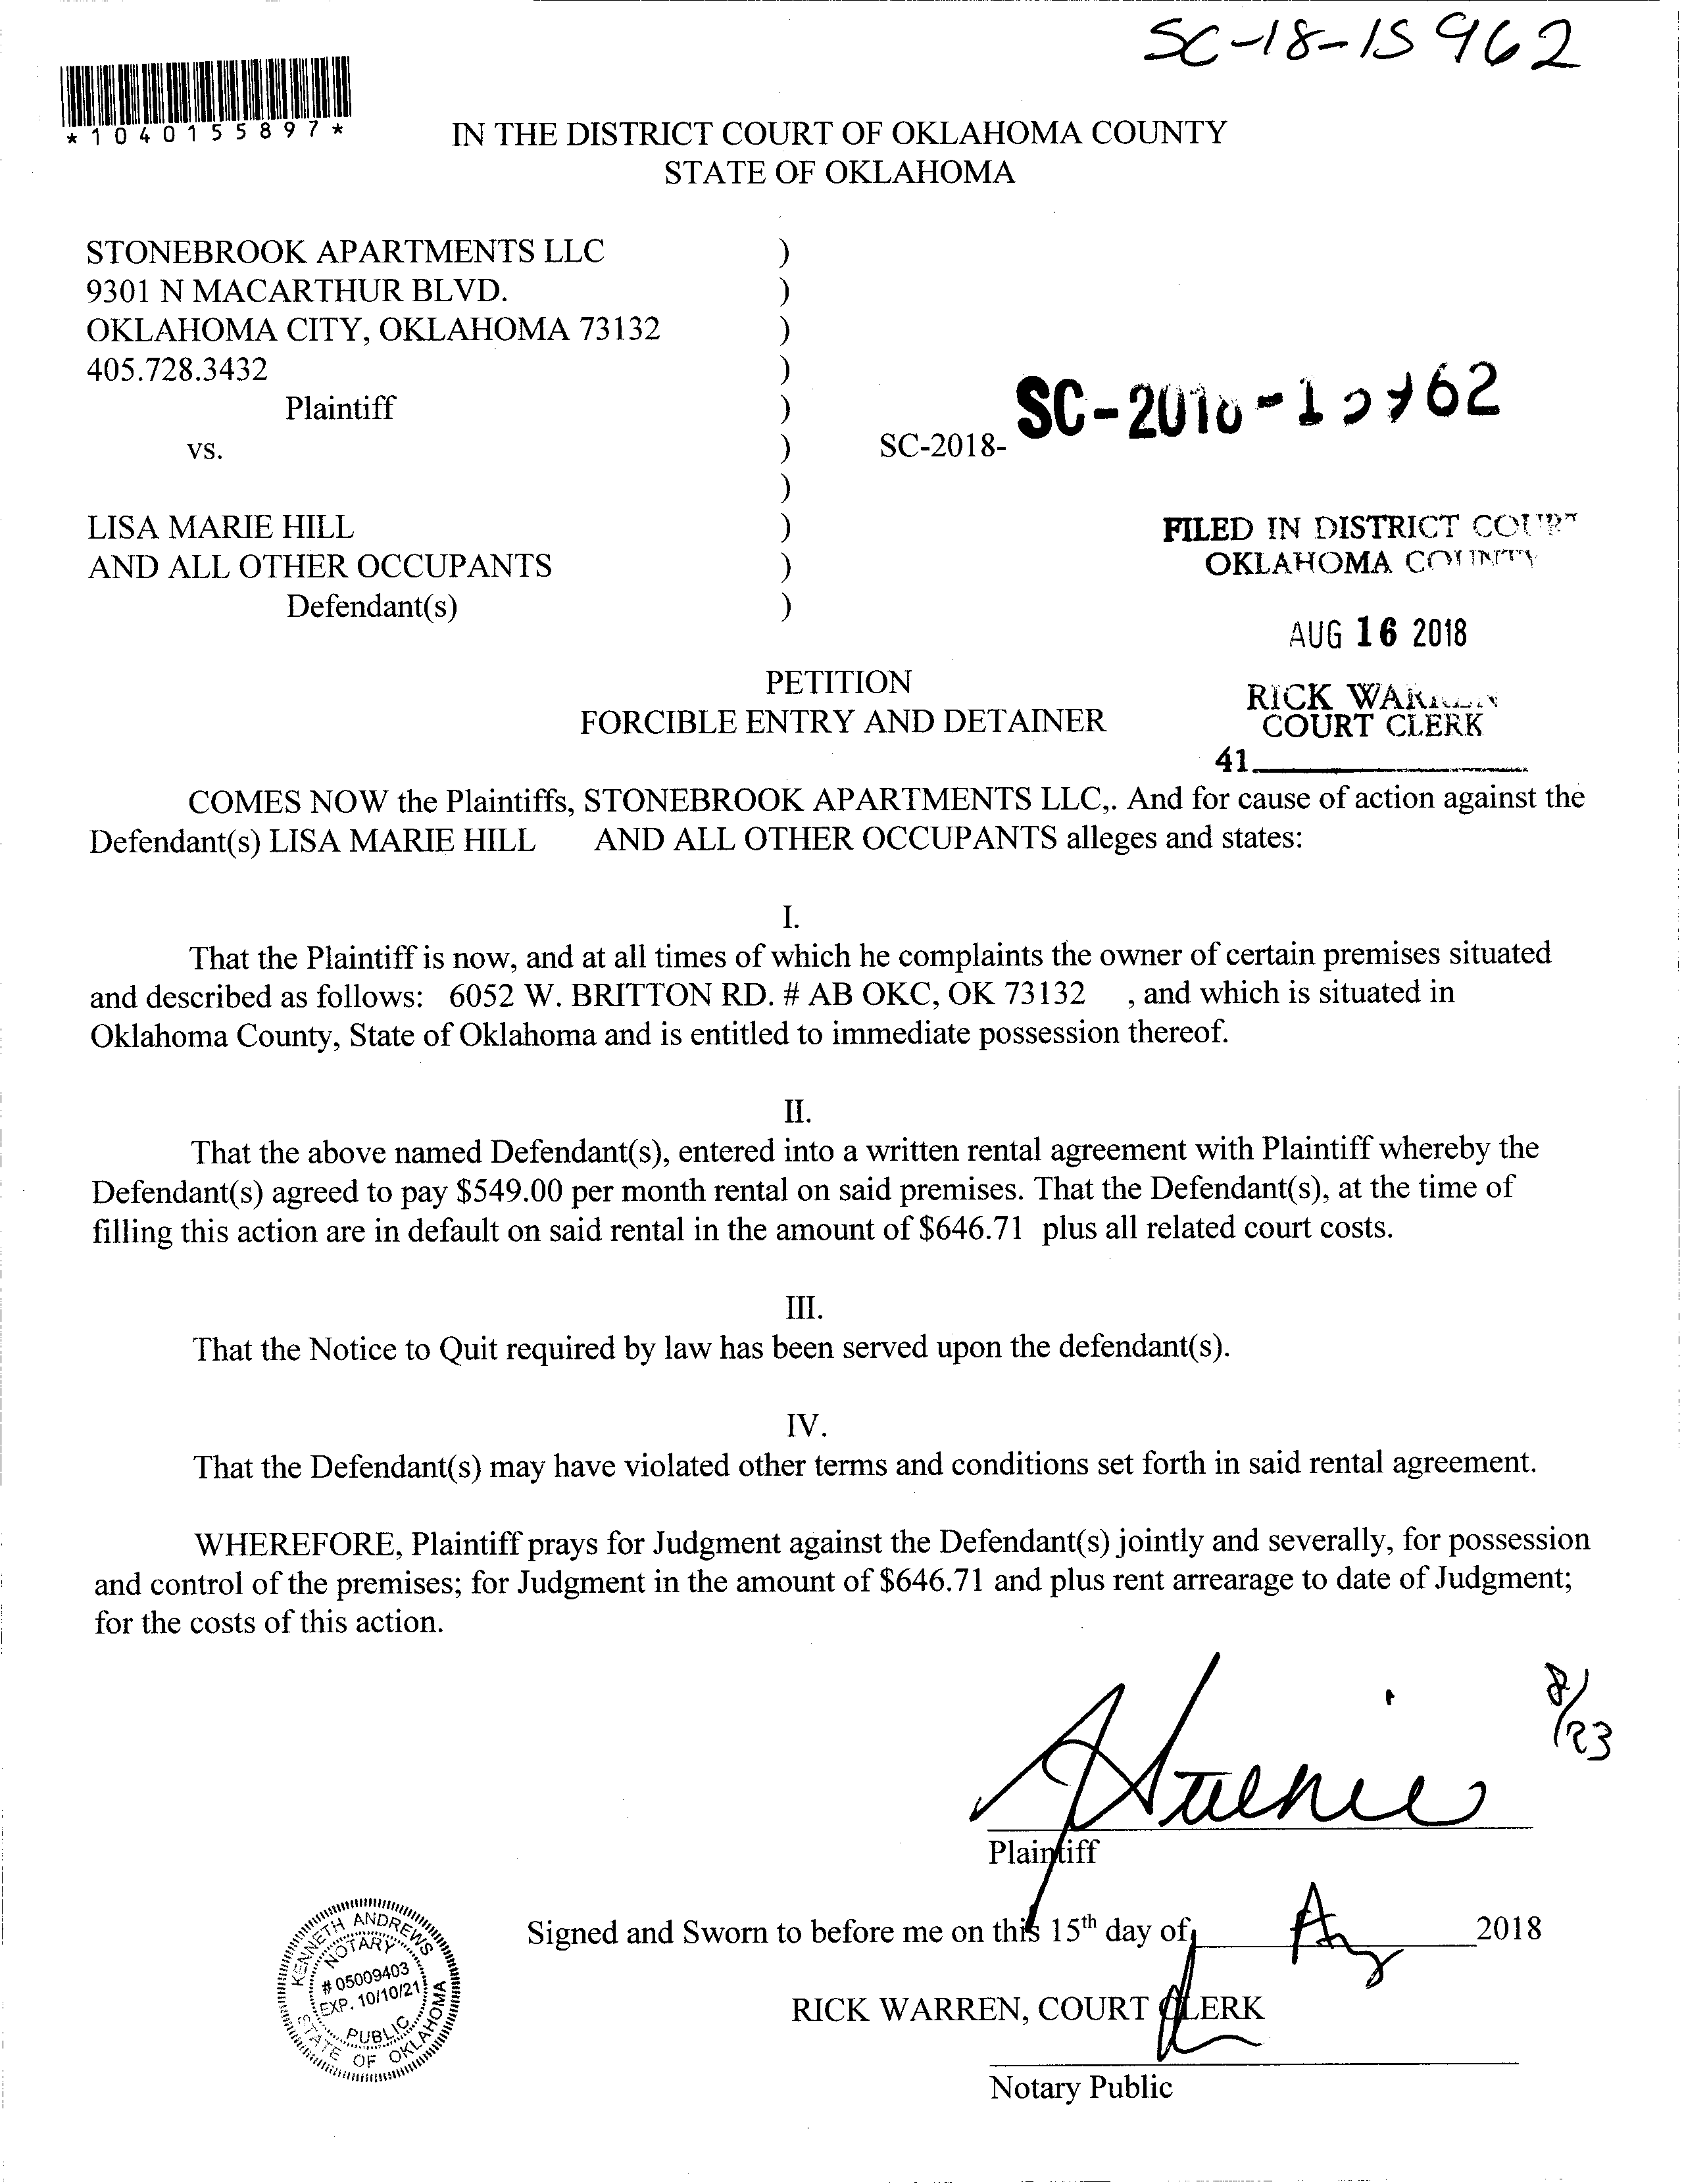 SC-18-15962
*1040155897*
IN THE DISTRICT COURT OF OKLAHOMA COUNTY
STATE OF OKLAHOMA
STONEBROOK APARTMENTS LLC )
9301 N MACARTHUR BLVD. )
OKLAHOMA CITY, OKLAHOMA 73132 )
405.728.3432 )
Plaintiff )
vs. ) SC-2018-
)
LISA MARIE HILL )
AND ALL OTHER OCCUPANTS )
Defendant(s) )
FILED IN DISTRICT COURT
OKLAHOMA COUNTY
AUG 16 2018
RICK WARREN
COURT CLERK
41
PETITION
FORCIBLE ENTRY AND DETAINER
COMES NOW the Plaintiffs, STONEBROOK APARTMENTS LLC,. And for cause of action against the
Defendant(s) LISA MARIE HILL AND ALL OTHER OCCUPANTS alleges and states:
I.
That the Plaintiff is now, and at all times of which he complaints the owner of certain premises situated
and described as follows: 6052 W. BRITTON RD. # AB OKC, OK 73132 , and which is situated in
Oklahoma County, State of Oklahoma and is entitled to immediate possession thereof.
II.
That the above named Defendant(s), entered into a written rental agreement with Plaintiff whereby the
Defendant(s) agreed to pay $549.00 per month rental on said premises. That the Defendant(s), at the time of
filling this action are in default on said rental in the amount of $646.71 plus all related court costs.
III.
That the Notice to Quit required by law has been served upon the defendant(s).
IV.
That the Defendant(s) may have violated other terms and conditions set forth in said rental agreement.
WHEREFORE, Plaintiff prays for Judgment against the Defendant(s) jointly and severally, for possession
and control of the premises; for Judgment in the amount of $646.71 and plus rent arrearage to date of Judgment;
for the costs of this action.
8/23
Plaintiff
Signed and Sworn to before me on this 15th day of Aug 2018
RICK WARREN, COURT CLERK
Notary Public
KENNETH ANDREWS
NOTARY
# 05009403
EXP. 10/10/21
PUBLIC
STATE OF OKLAHOMA